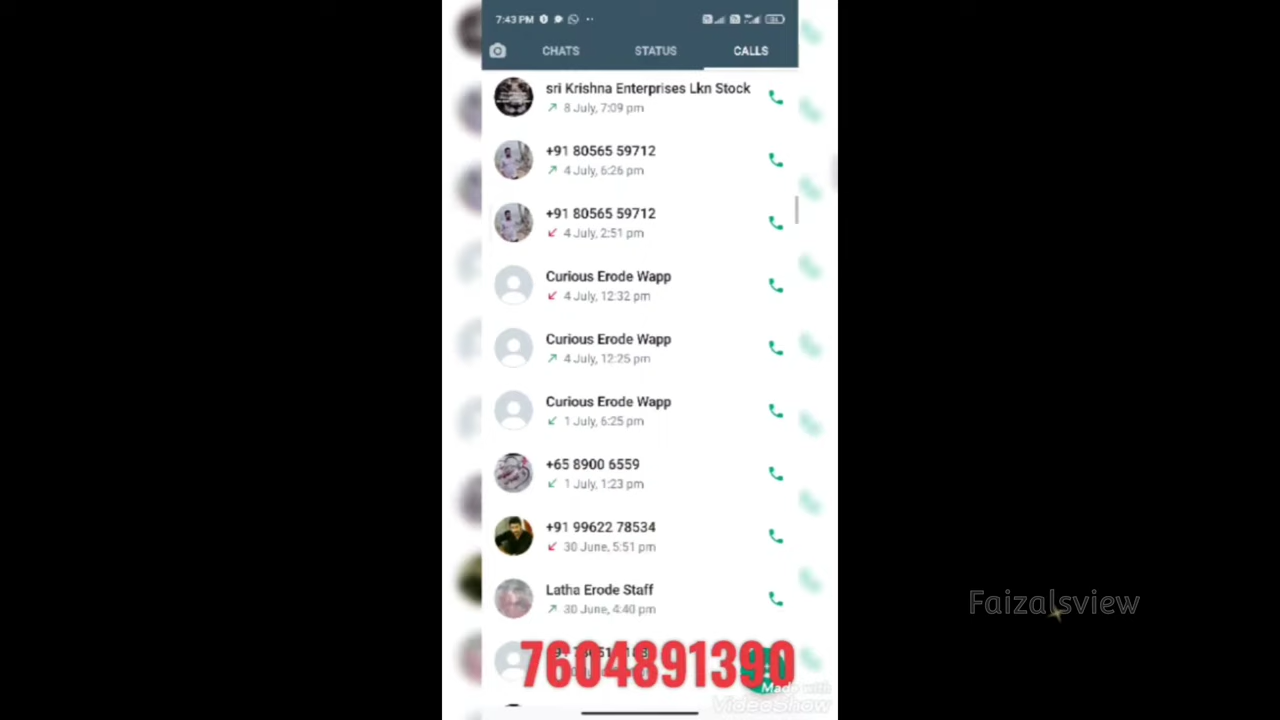 7:43 PM
CHATS STATUS CALLS
sri Krishna Enterprises Lkn Stock
8 July, 7:09 pm
+91 80565 59712
4 July, 6:26 pm
+91 80565 59712
4 July, 2:51 pm
Curious Erode Wapp
4 July, 12:32 pm
Curious Erode Wapp
4 July, 12:25 pm
Curious Erode Wapp
1 July, 6:25 pm
+65 8900 6559
1 July, 1:23 pm
+91 99622 78534
30 June, 5:51 pm
Latha Erode Staff
30 June, 4:40 pm
Faizalsview
7604891390
Made with
VideoShow